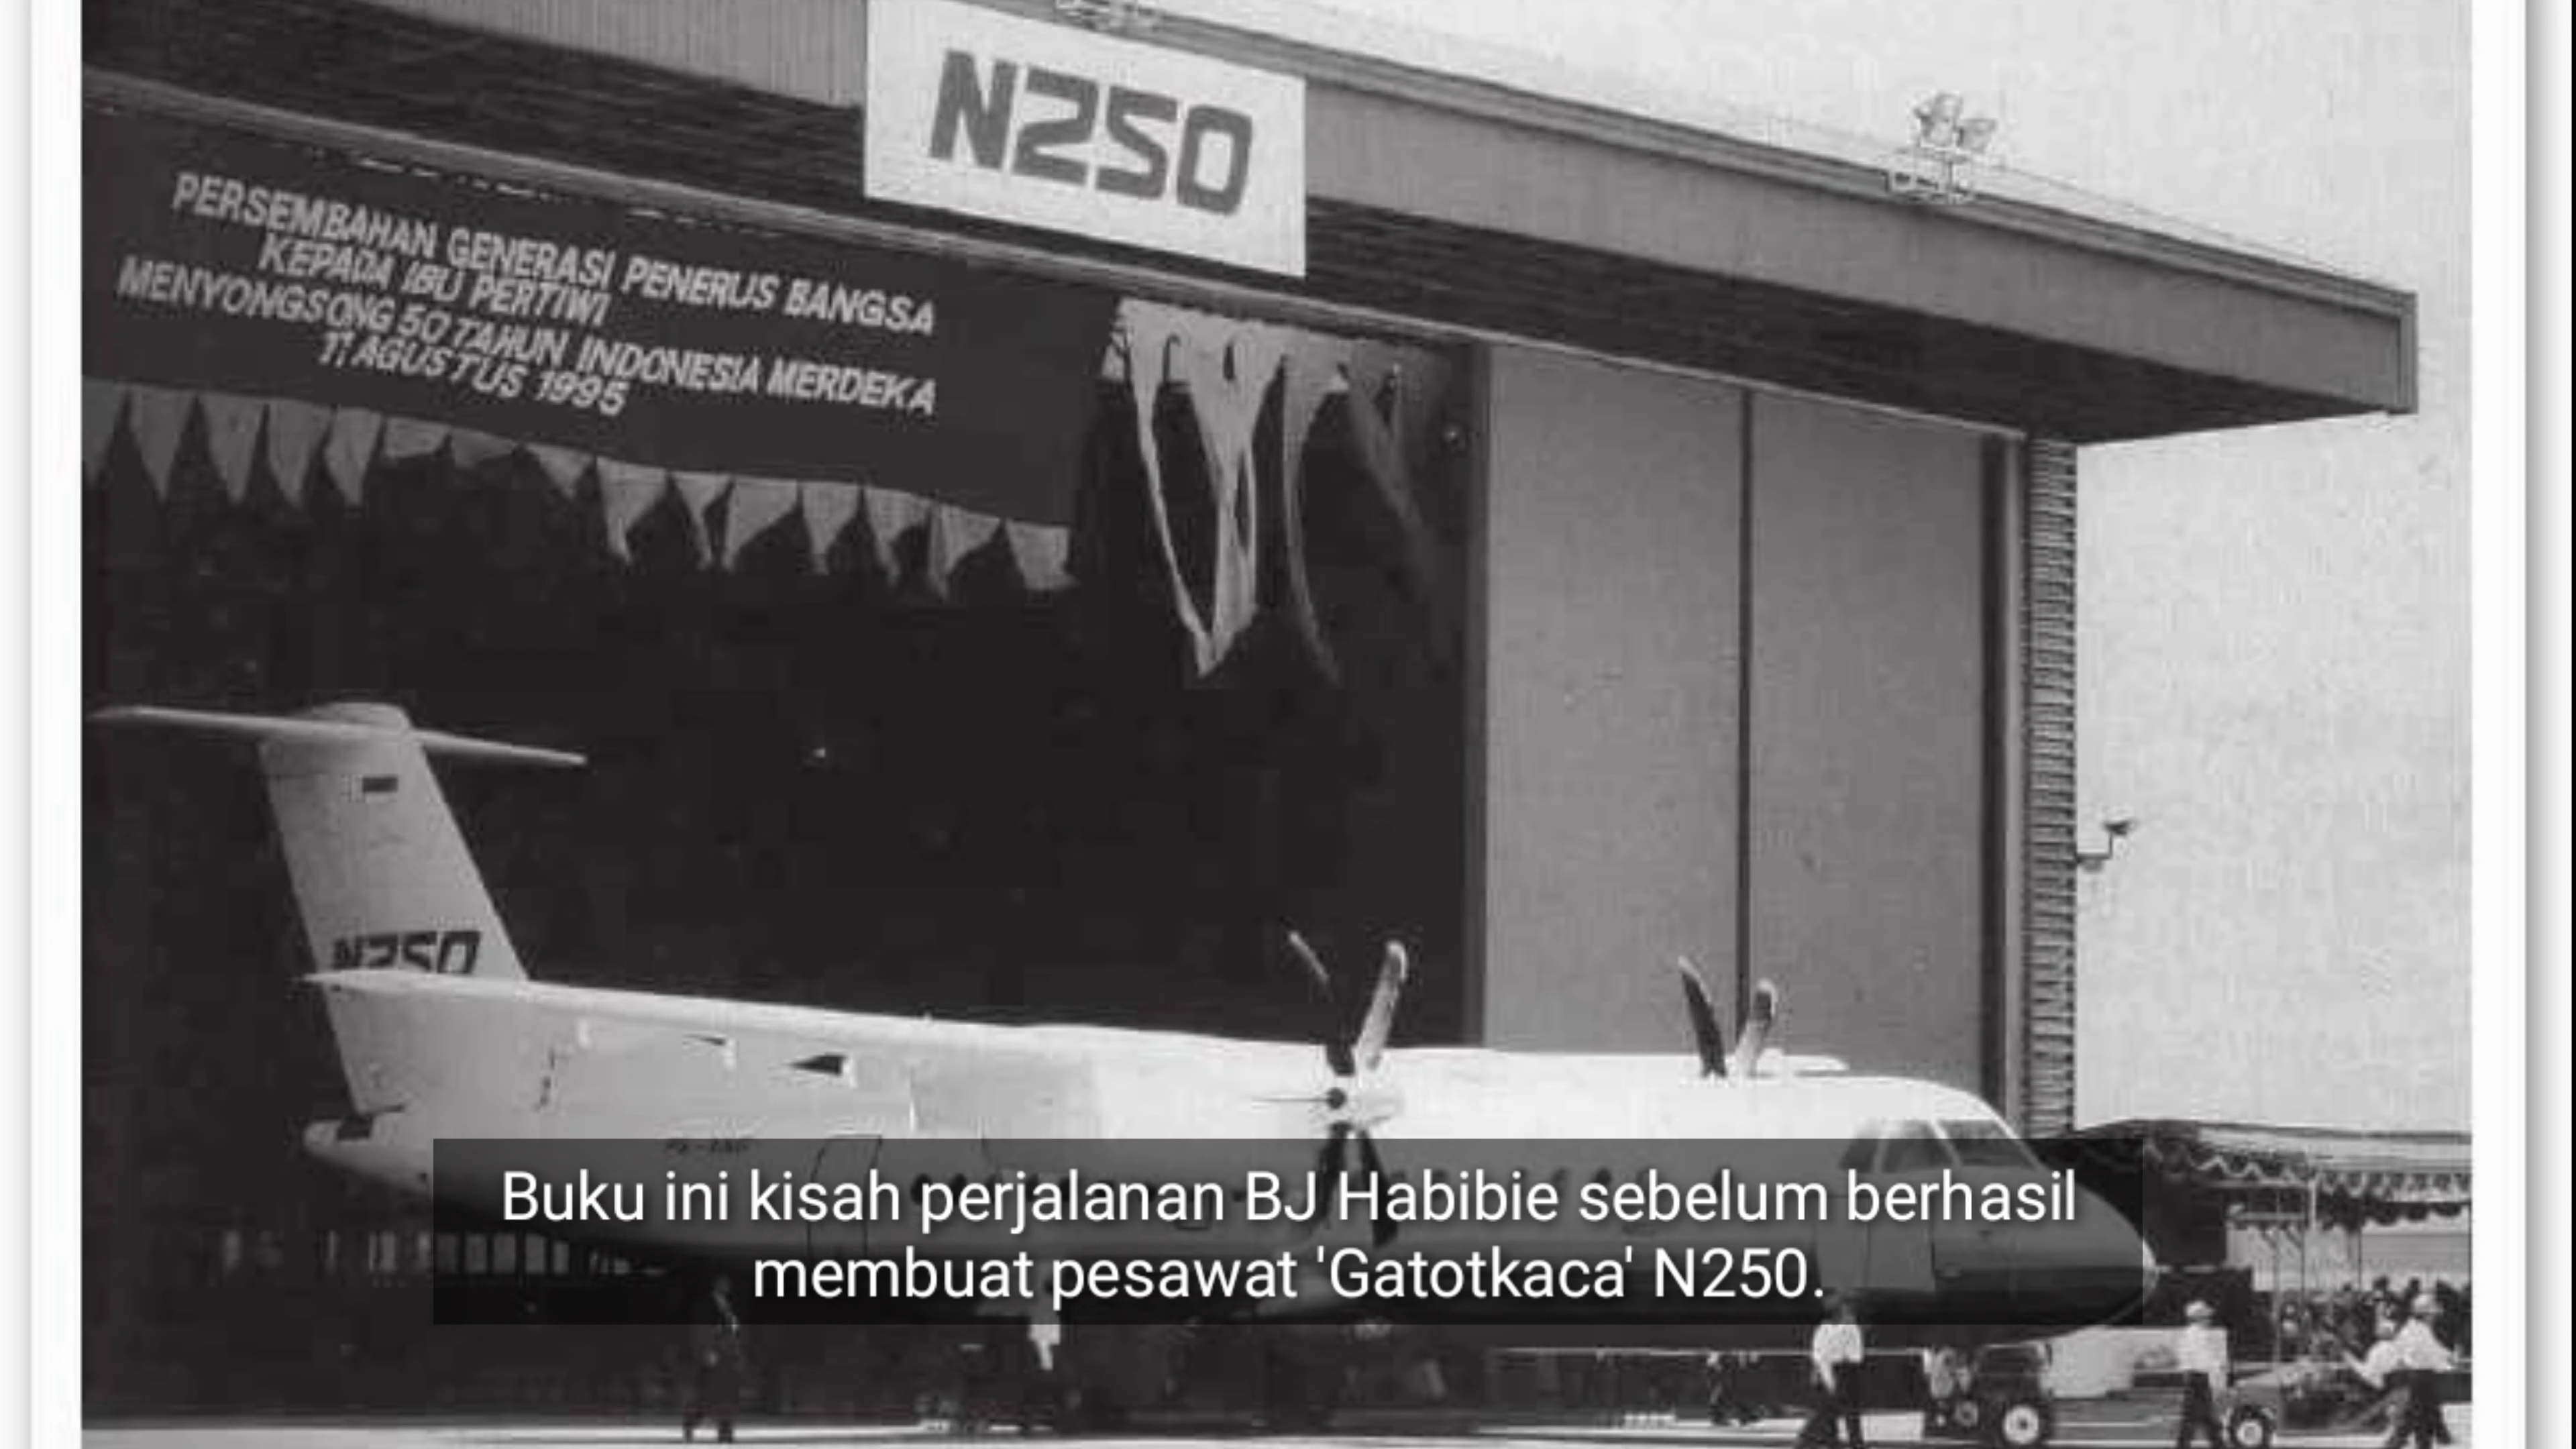 N250
PERSEMBAHAN GENERASI PENERUS BANGSA
KEPADA IBU PERTIWI
MENYONGSONG 50 TAHUN INDONESIA MERDEKA
AGUSTUS 1995
N250
Buku ini kisah perjalanan BJ Habibie sebelum berhasil
membuat pesawat 'Gatotkaca' N250.